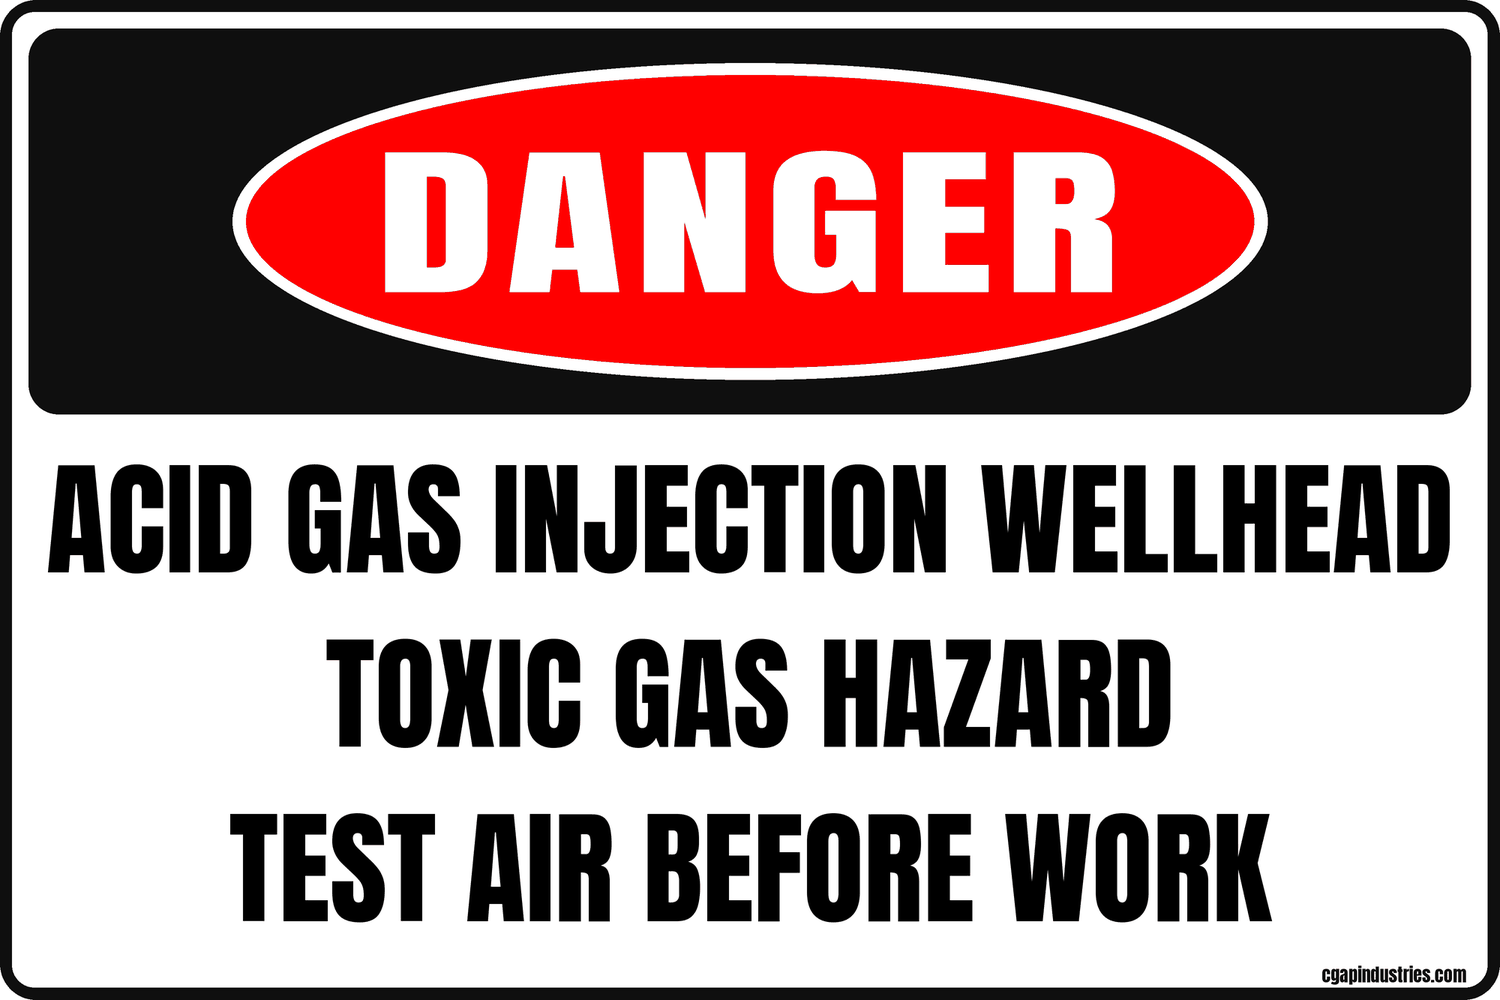 DANGER
ACID GAS INJECTION WELLHEAD
TOXIC GAS HAZARD
TEST AIR BEFORE WORK
cgapindustries.com